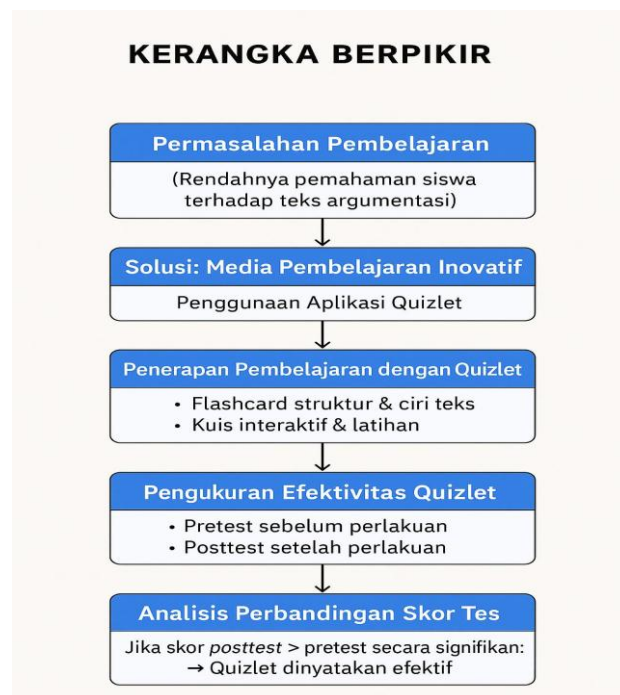 KERANGKA BERPIKIR
Permasalahan Pembelajaran
(Rendahnya pemahaman siswa
terhadap teks argumentasi)
Solusi: Media Pembelajaran Inovatif
Penggunaan Aplikasi Quizlet
Penerapan Pembelajaran dengan Quizlet
• Flashcard struktur & ciri teks
• Kuis interaktif & latihan
Pengukuran Efektivitas Quizlet
• Pretest sebelum perlakuan
• Posttest setelah perlakuan
Analisis Perbandingan Skor Tes
Jika skor posttest > pretest secara signifikan:
→ Quizlet dinyatakan efektif